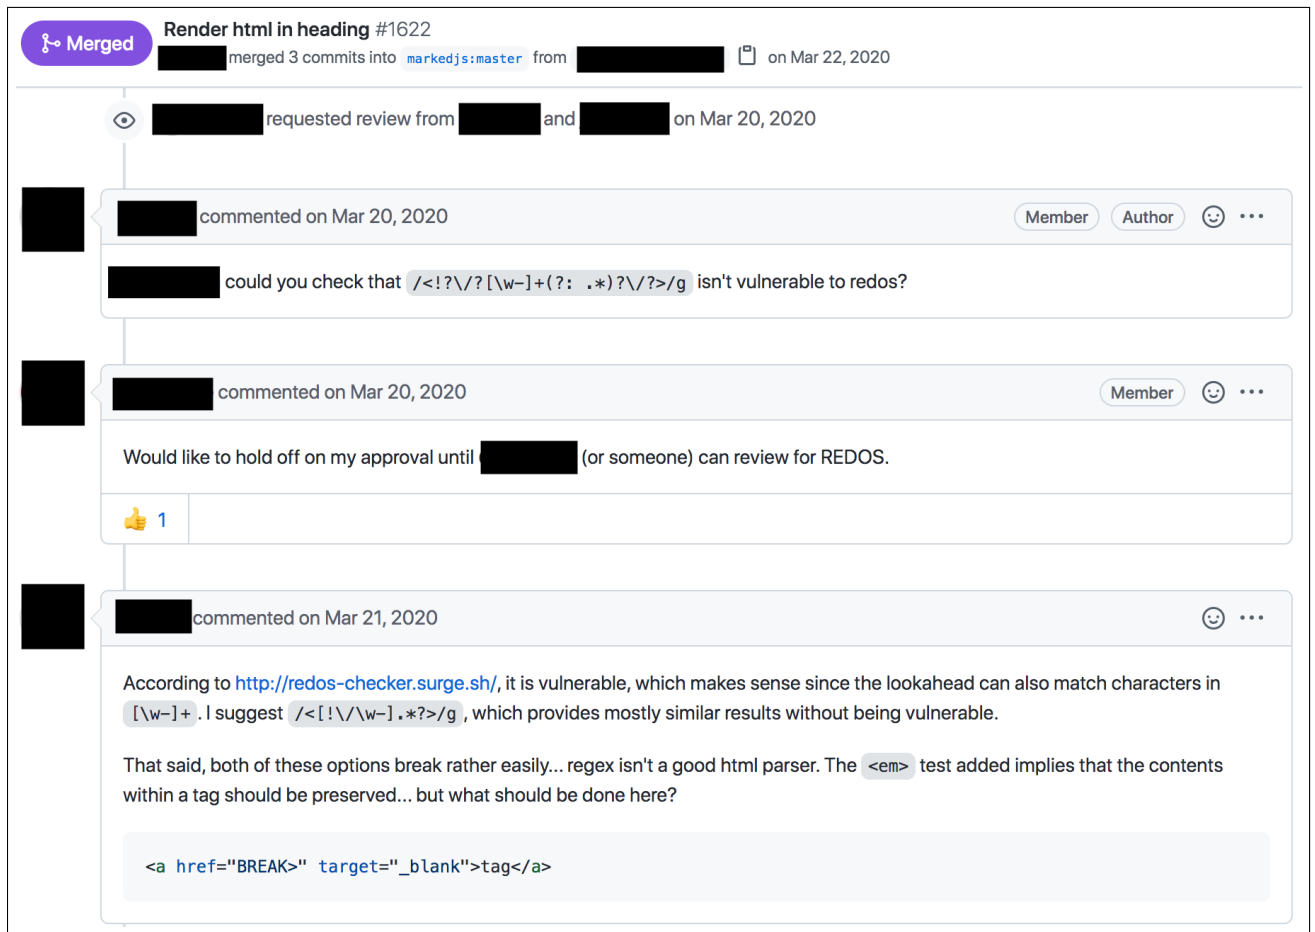 Merged
Render html in heading #1622
merged 3 commits into markedjs:master from on Mar 22, 2020
requested review from and on Mar 20, 2020
commented on Mar 20, 2020 Member Author
could you check that /<!?\/?[\w-]+(?: .*)?\/?>/g isn't vulnerable to redos?
commented on Mar 20, 2020 Member
Would like to hold off on my approval until (or someone) can review for REDOS.
👍 1
commented on Mar 21, 2020
According to http://redos-checker.surge.sh/, it is vulnerable, which makes sense since the lookahead can also match characters in
[\w-]+. I suggest /<[!\/\w-].*?>/g, which provides mostly similar results without being vulnerable.
That said, both of these options break rather easily... regex isn't a good html parser. The <em> test added implies that the contents
within a tag should be preserved... but what should be done here?
<a href="BREAK>" target="_blank">tag</a>